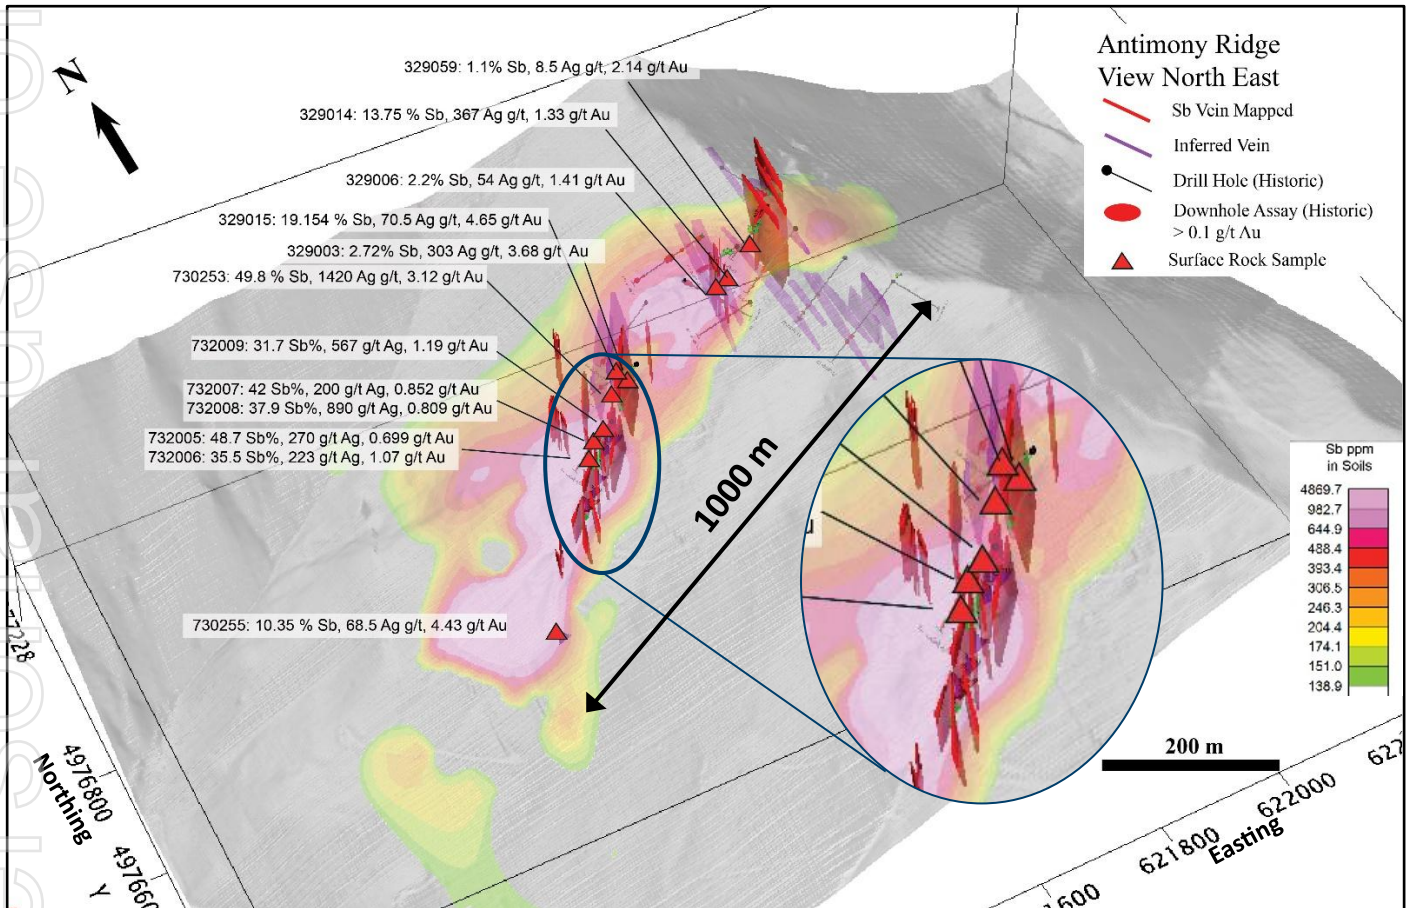 Antimony Ridge
View North East
Sb Vein Mapped
Inferred Vein
Drill Hole (Historic)
Downhole Assay (Historic)
> 0.1 g/t Au
Surface Rock Sample
N
329059: 1.1% Sb, 8.5 Ag g/t, 2.14 g/t Au
329014: 13.75 % Sb, 367 Ag g/t, 1.33 g/t Au
329006: 2.2% Sb, 54 Ag g/t, 1.41 g/t Au
329015: 19.154 % Sb, 70.5 Ag g/t, 4.65 g/t Au
329003: 2.72% Sb, 303 Ag g/t, 3.68 g/t Au
730253: 49.8 % Sb, 1420 Ag g/t, 3.12 g/t Au
732009: 31.7 Sb%, 567 g/t Ag, 1.19 g/t Au
732007: 42 Sb%, 200 g/t Ag, 0.852 g/t Au
732008: 37.9 Sb%, 890 g/t Ag, 0.809 g/t Au
732005: 48.7 Sb%, 270 g/t Ag, 0.699 g/t Au
732006: 35.5 Sb%, 223 g/t Ag, 1.07 g/t Au
730255: 10.35 % Sb, 68.5 Ag g/t, 4.43 g/t Au
1000 m
Sb ppm
in Soils
4869.7
982.7
644.9
488.4
393.4
306.5
246.3
204.4
174.1
151.0
138.9
200 m
4976800
Northing
Y
622000
621800
Easting